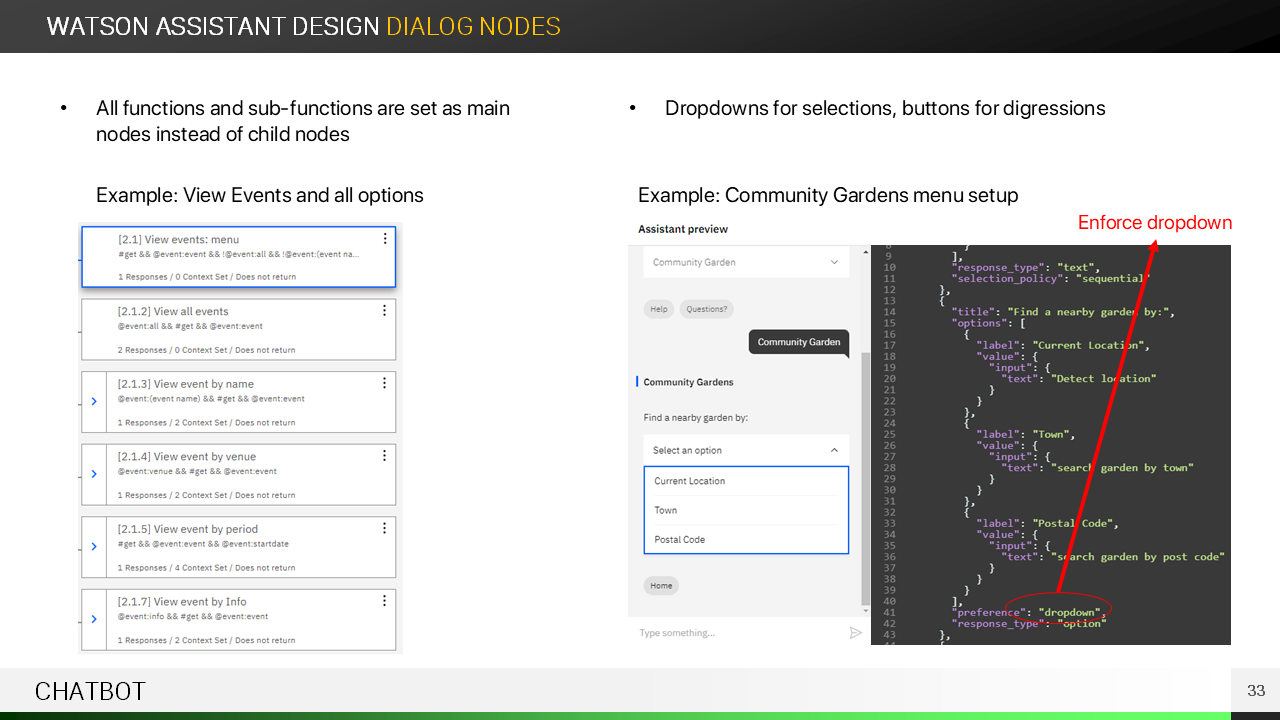 WATSON ASSISTANT DESIGN DIALOG NODES
• All functions and sub-functions are set as main
nodes instead of child nodes
Example: View Events and all options
[2.1] View events: menu
#get && @event:event && !@event:all && !@event:(event na...
1 Responses / 0 Context Set / Does not return
[2.1.2] View all events
@event:all && #get && @event:event
2 Responses / 0 Context Set / Does not return
[2.1.3] View event by name
@event:(event name) && #get && @event:event
1 Responses / 2 Context Set / Does not return
[2.1.4] View event by venue
@event:venue && #get && @event:event
1 Responses / 2 Context Set / Does not return
[2.1.5] View event by period
#get && @event:event && @event:startdate
1 Responses / 4 Context Set / Does not return
[2.1.7] View event by Info
@event:info && #get && @event:event
1 Responses / 2 Context Set / Does not return
• Dropdowns for selections, buttons for digressions
Example: Community Gardens menu setup
Enforce dropdown
Assistant preview
Community Garden
Help Questions?
Community Garden
Community Gardens
Find a nearby garden by:
Select an option
Current Location
Town
Postal Code
Home
Type something...
8 }
9 ],
10 "response_type": "text",
11 "selection_policy": "sequential"
12 },
13 {
14 "title": "Find a nearby garden by:",
15 "options": [
16 {
17 "label": "Current Location",
18 "value": {
19 "input": {
20 "text": "Detect location"
21 }
22 }
23 },
24 {
25 "label": "Town",
26 "value": {
27 "input": {
28 "text": "search garden by town"
29 }
30 }
31 },
32 {
33 "label": "Postal Code",
34 "value": {
35 "input": {
36 "text": "search garden by post code"
37 }
38 }
39 }
40 ],
41 "preference": "dropdown",
42 "response_type": "option"
43 },
CHATBOT
33